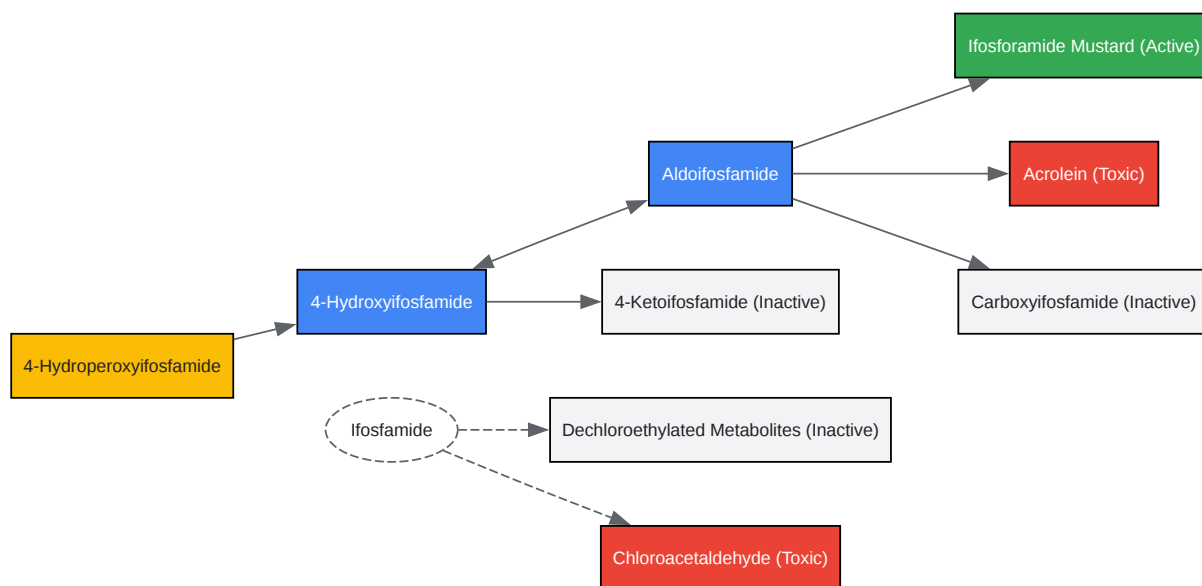 Ifosforamide Mustard (Active)
Aldoifosfamide
Acrolein (Toxic)
4-Hydroxyifosfamide
4-Ketoifosfamide (Inactive)
Carboxyifosfamide (Inactive)
4-Hydroperoxyifosfamide
Ifosfamide
Dechloroethylated Metabolites (Inactive)
Chloroacetaldehyde (Toxic)